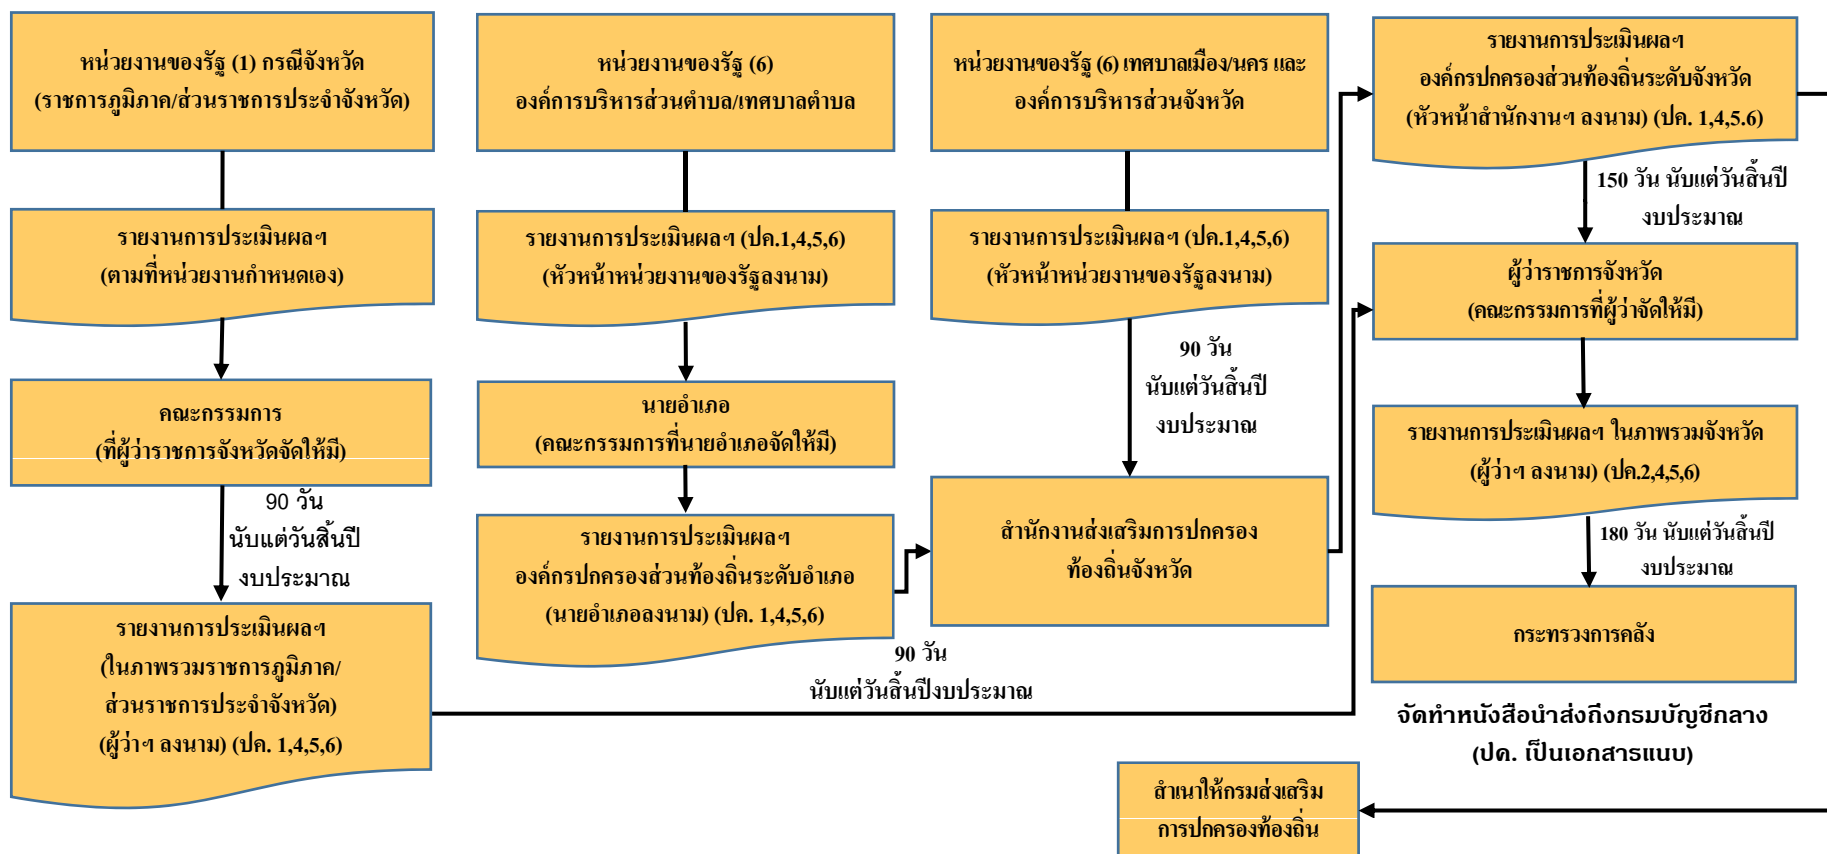 หน่วยงานของรัฐ (1) กรณีจังหวัด
(ราชการภูมิภาค/ส่วนราชการประจำจังหวัด)
รายงานการประเมินผลฯ
(ตามที่หน่วยงานกำหนดเอง)
คณะกรรมการ
(ที่ผู้ว่าราชการจังหวัดจัดให้มี)
90 วัน
นับแต่วันสิ้นปี
งบประมาณ
รายงานการประเมินผลฯ
(ในภาพรวมราชการภูมิภาค/
ส่วนราชการประจำจังหวัด)
(ผู้ว่าฯ ลงนาม) (ปค. 1,4,5,6)
หน่วยงานของรัฐ (6)
องค์การบริหารส่วนตำบล/เทศบาลตำบล
รายงานการประเมินผลฯ (ปค.1,4,5,6)
(หัวหน้าหน่วยงานของรัฐลงนาม)
นายอำเภอ
(คณะกรรมการที่นายอำเภอจัดให้มี)
รายงานการประเมินผลฯ
องค์กรปกครองส่วนท้องถิ่นระดับอำเภอ
(นายอำเภอลงนาม) (ปค. 1,4,5,6)
90 วัน
นับแต่วันสิ้นปีงบประมาณ
หน่วยงานของรัฐ (6) เทศบาลเมือง/นคร และ
องค์การบริหารส่วนจังหวัด
รายงานการประเมินผลฯ (ปค.1,4,5,6)
(หัวหน้าหน่วยงานของรัฐลงนาม)
90 วัน
นับแต่วันสิ้นปี
งบประมาณ
สำนักงานส่งเสริมการปกครอง
ท้องถิ่นจังหวัด
รายงานการประเมินผลฯ
องค์กรปกครองส่วนท้องถิ่นระดับจังหวัด
(หัวหน้าสำนักงานฯ ลงนาม) (ปค. 1,4,5.6)
150 วัน นับแต่วันสิ้นปี
งบประมาณ
ผู้ว่าราชการจังหวัด
(คณะกรรมการที่ผู้ว่าจัดให้มี)
รายงานการประเมินผลฯ ในภาพรวมจังหวัด
(ผู้ว่าฯ ลงนาม) (ปค.2,4,5,6)
180 วัน นับแต่วันสิ้นปี
งบประมาณ
กระทรวงการคลัง
จัดทำหนังสือนำส่งถึงกรมบัญชีกลาง
(ปค. เป็นเอกสารแนบ)
สำเนาให้กรมส่งเสริม
การปกครองท้องถิ่น